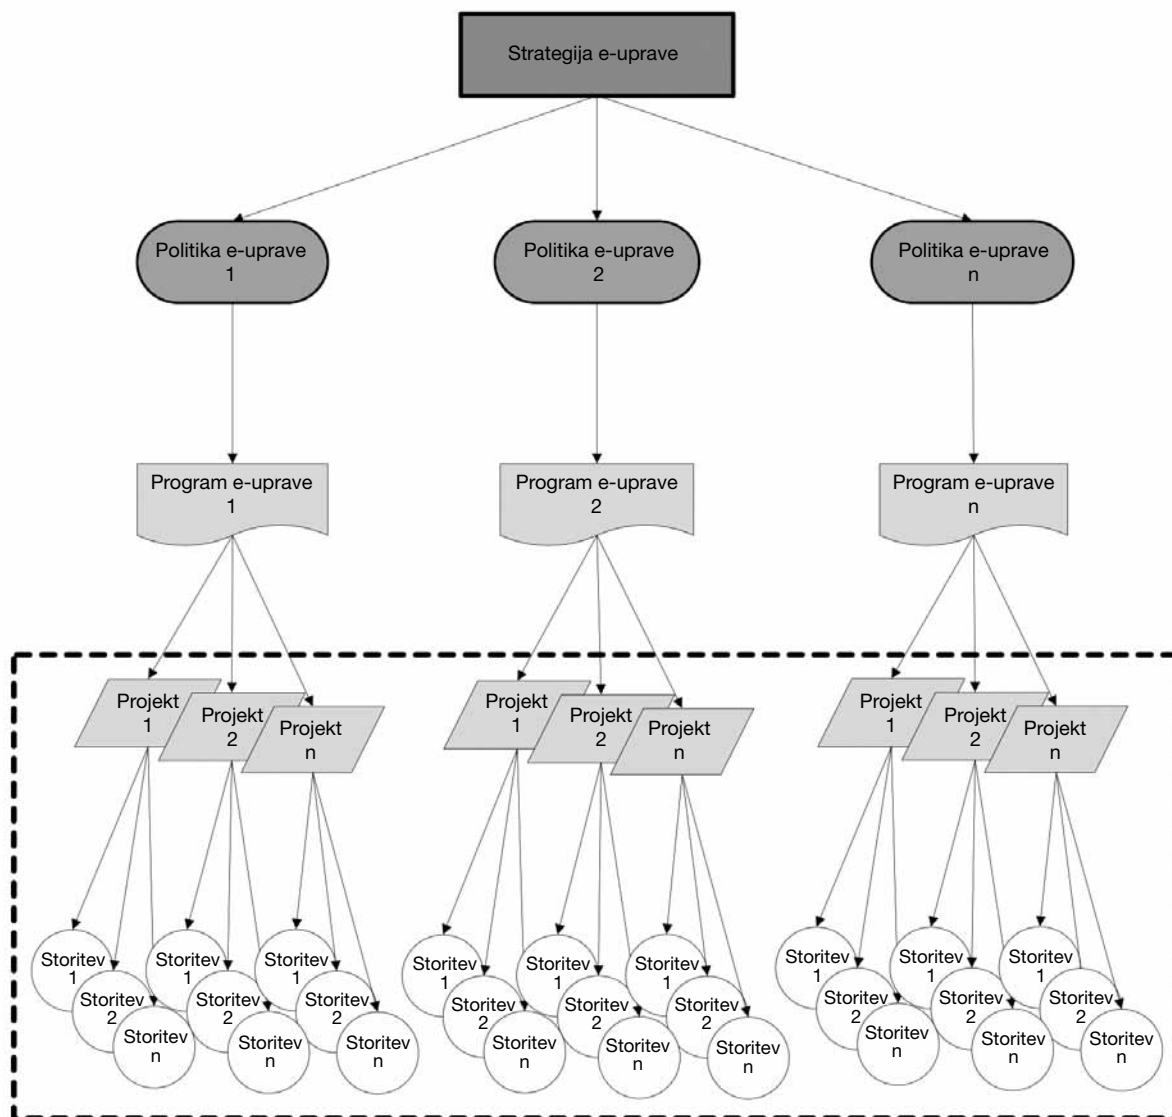 Strategija e-uprave
Politika e-uprave
1
Politika e-uprave
2
Politika e-uprave
n
Program e-uprave
1
Program e-uprave
2
Program e-uprave
n
Projekt
1
Projekt
2
Projekt
n
Projekt
1
Projekt
2
Projekt
n
Projekt
1
Projekt
2
Projekt
n
Storitev
1
Storitev
2
Storitev
n
Storitev
1
Storitev
2
Storitev
n
Storitev
1
Storitev
2
Storitev
n
Storitev
1
Storitev
2
Storitev
n
Storitev
1
Storitev
2
Storitev
n
Storitev
1
Storitev
2
Storitev
n
Storitev
1
Storitev
2
Storitev
n
Storitev
1
Storitev
2
Storitev
n
Storitev
1
Storitev
2
Storitev
n